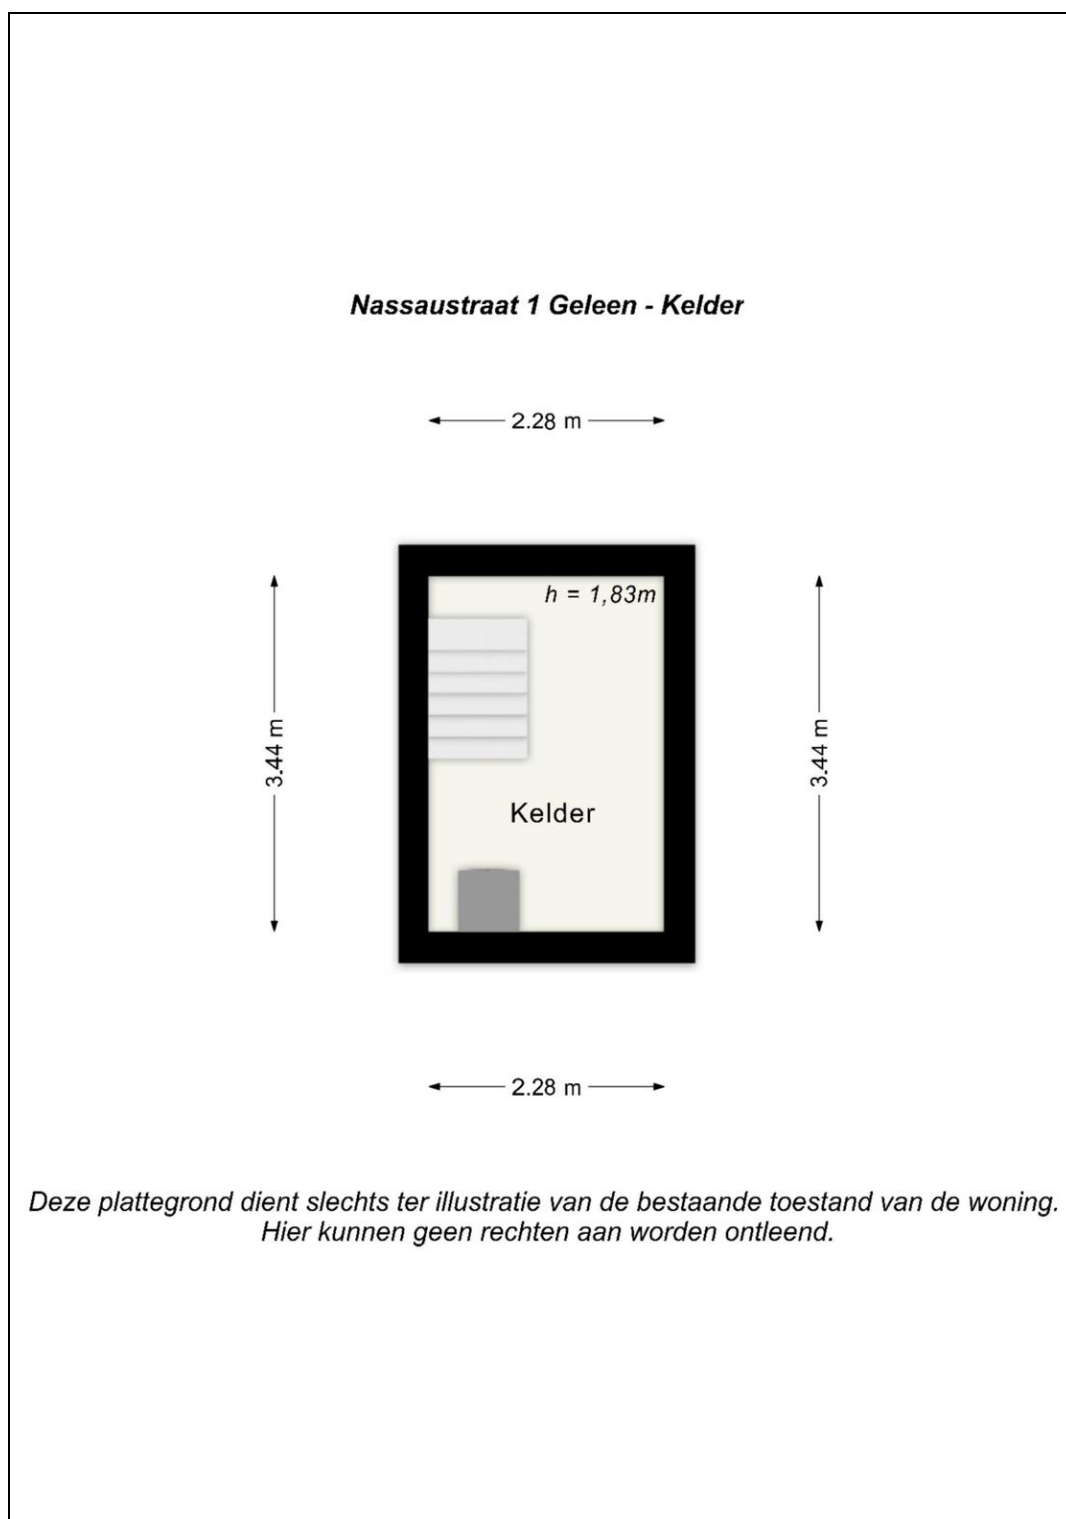 Nassaustraat 1 Geleen - Kelder
2.28 m
h = 1,83m
3.44 m
3.44 m
Kelder
2.28 m
Deze plattegrond dient slechts ter illustratie van de bestaande toestand van de woning.
Hier kunnen geen rechten aan worden ontleend.